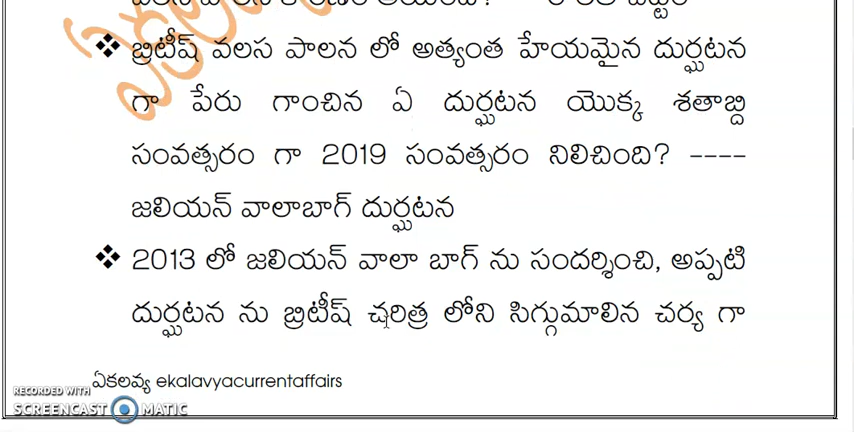 ❖ బ్రిటీష్ వలస పాలన లో అత్యంత హేయమైన దుర్ఘటన
గా పేరు గాంచిన ఏ దుర్ఘటన యొక్క శతాబ్ది
సంవత్సరం గా 2019 సంవత్సరం నిలిచింది? ----
జలియన్ వాలాబాగ్ దుర్ఘటన
❖ 2013 లో జలియన్ వాలా బాగ్ ను సందర్శించి, అప్పటి
దుర్ఘటన ను బ్రిటీష్ చరిత్ర లోని సిగ్గుమాలిన చర్య గా
ఏకలవ్య ekalavyacurrentaffairs
RECORDED WITH
SCREENCAST MATIC